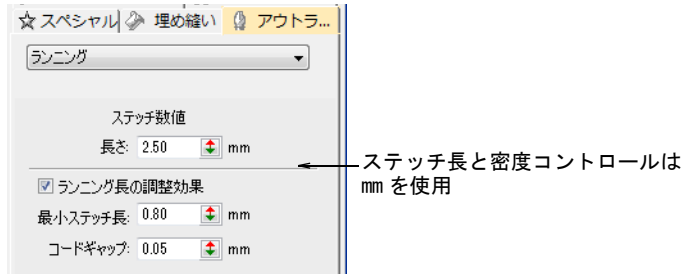 スペシャル 埋め縫い アウトラ...
ランニング
ステッチ数値
長さ: 2.50 mm
ランニング長の調整効果
最小ステッチ長: 0.80 mm
コードギャップ: 0.05 mm
ステッチ長と密度コントロールは
mm を使用